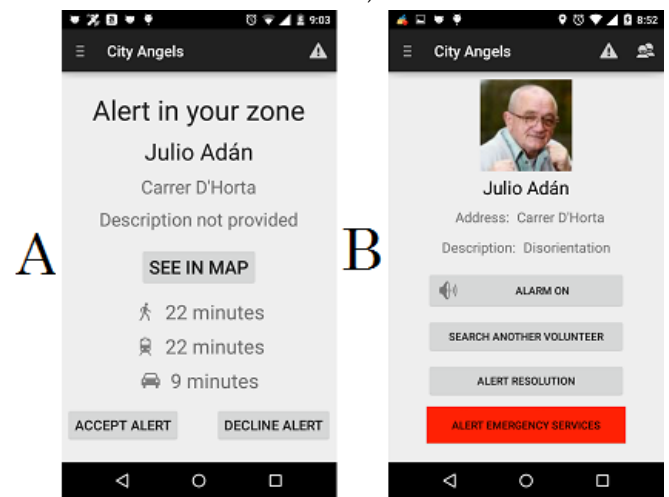 A
9:03
City Angels
Alert in your zone
Julio Adán
Carrer D'Horta
Description not provided
SEE IN MAP
22 minutes
22 minutes
9 minutes
ACCEPT ALERT DECLINE ALERT
B
8:52
City Angels
Julio Adán
Address: Carrer D'Horta
Description: Disorientation
ALARM ON
SEARCH ANOTHER VOLUNTEER
ALERT RESOLUTION
ALERT EMERGENCY SERVICES